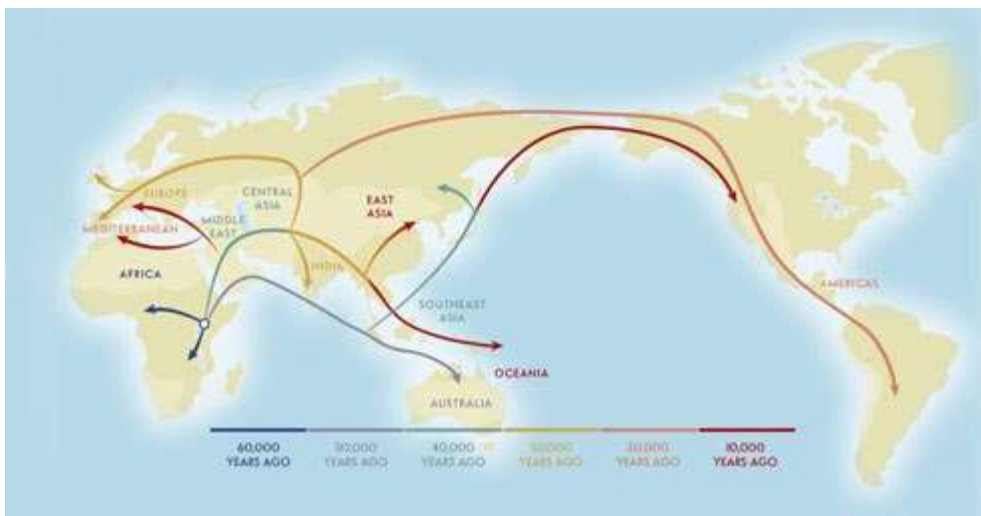 EUROPE
CENTRAL
ASIA
EAST
ASIA
MEDITERRANEAN
MIDDLE
EAST
INDIA
AFRICA
AMERICAS
SOUTHEAST
ASIA
OCEANIA
AUSTRALIA
60,000
YEARS AGO
YEARS AGO
40,000
YEARS AGO
YEARS AGO
YEARS AGO
10,000
YEARS AGO